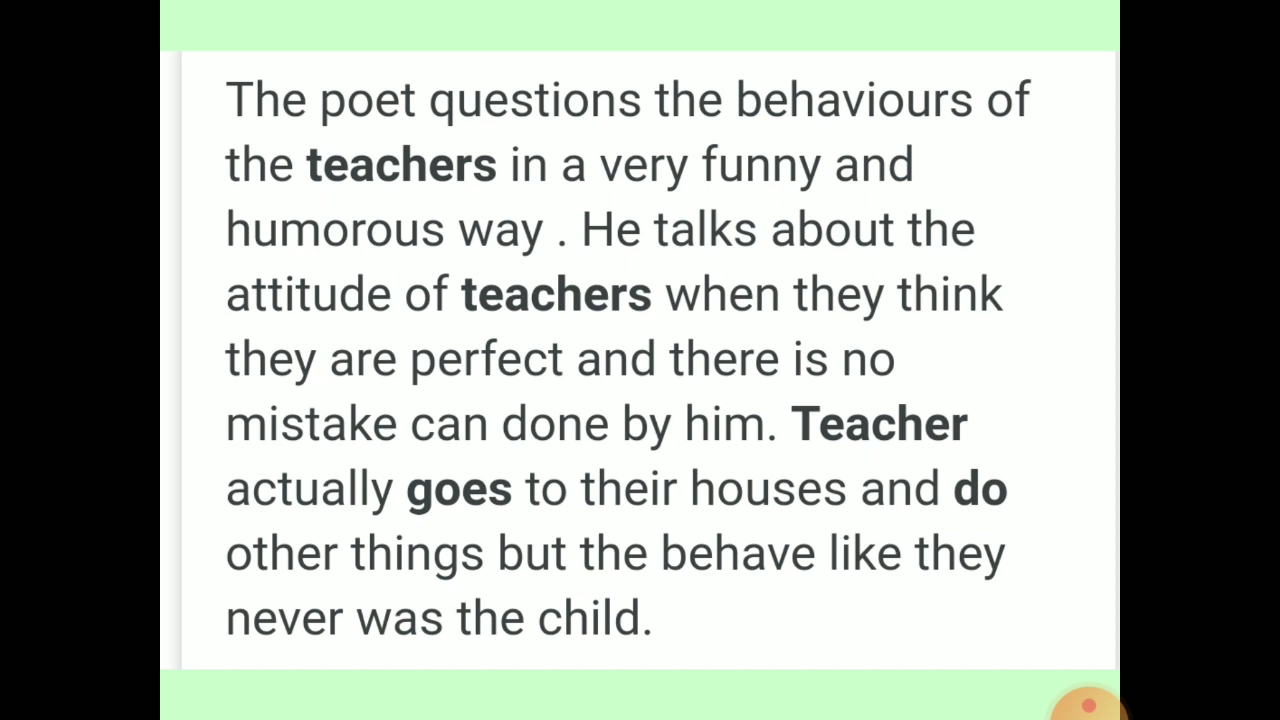 The poet questions the behaviours of
the teachers in a very funny and
humorous way . He talks about the
attitude of teachers when they think
they are perfect and there is no
mistake can done by him. Teacher
actually goes to their houses and do
other things but the behave like they
never was the child.